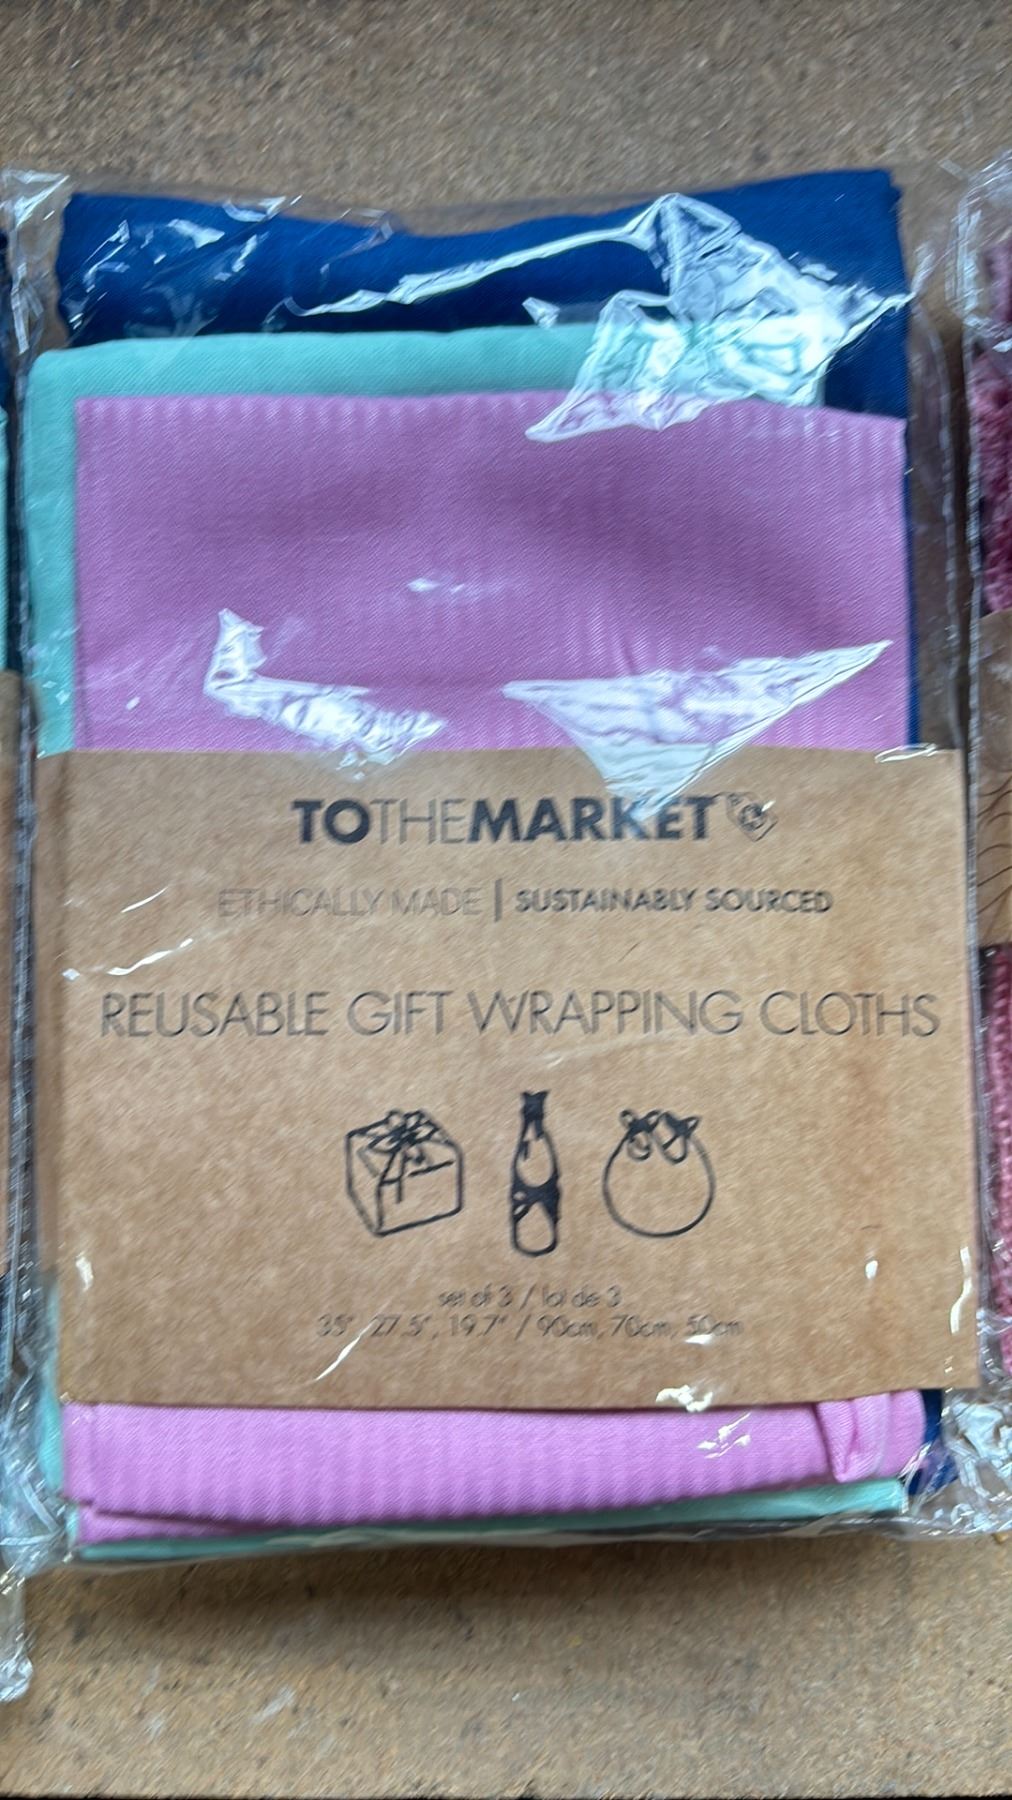 TOTHEMARKET
ETHICALLY MADE | SUSTAINABLY SOURCED
REUSABLE GIFT WRAPPING CLOTHS
set of 3 / lot de 3
35", 27.5", 19.7" / 90cm, 70cm, 50cm